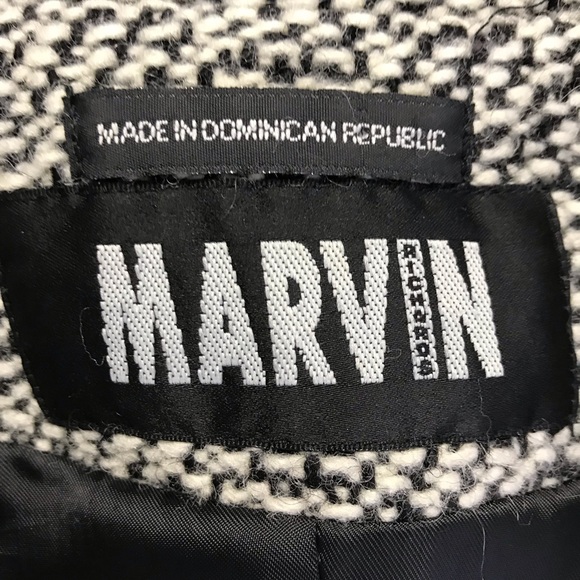 MADE IN DOMINICAN REPUBLIC
MARVIN
RICHARDS